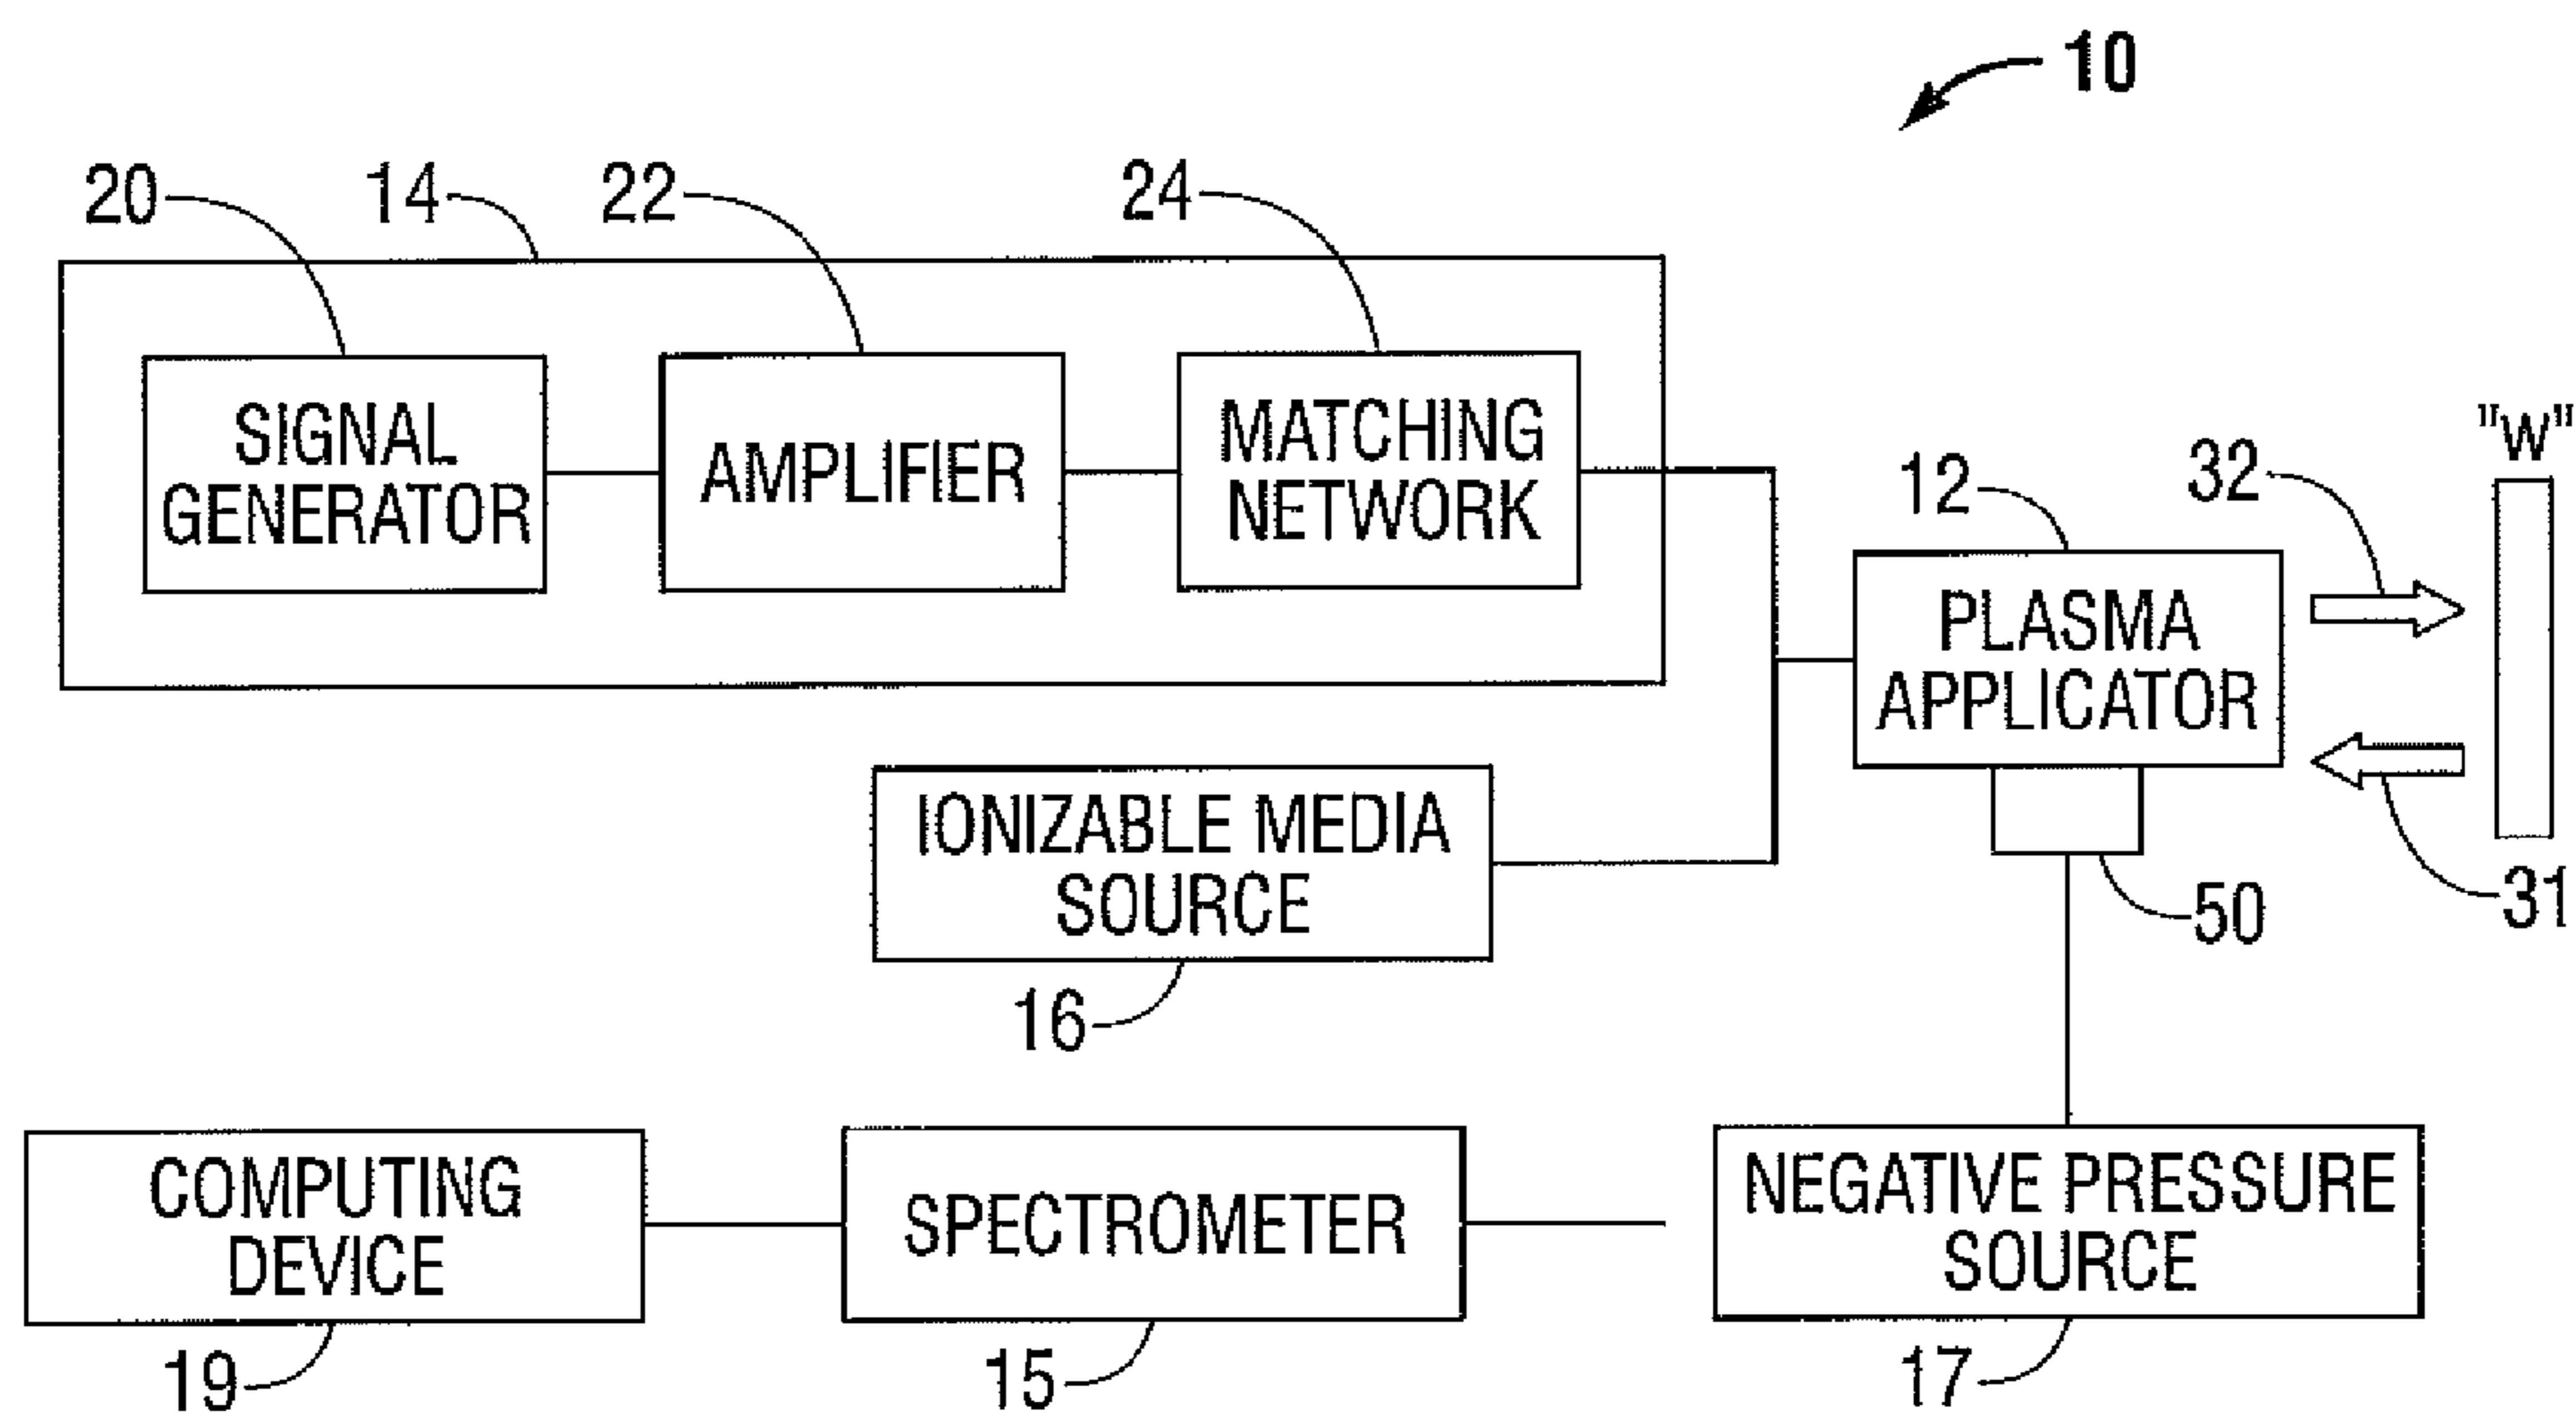 10
20
14
22
24
SIGNAL
GENERATOR
AMPLIFIER
MATCHING
NETWORK
"W"
12
32
PLASMA
APPLICATOR
IONIZABLE MEDIA
SOURCE
50
31
16
COMPUTING
DEVICE
SPECTROMETER
NEGATIVE PRESSURE
SOURCE
19
15
17